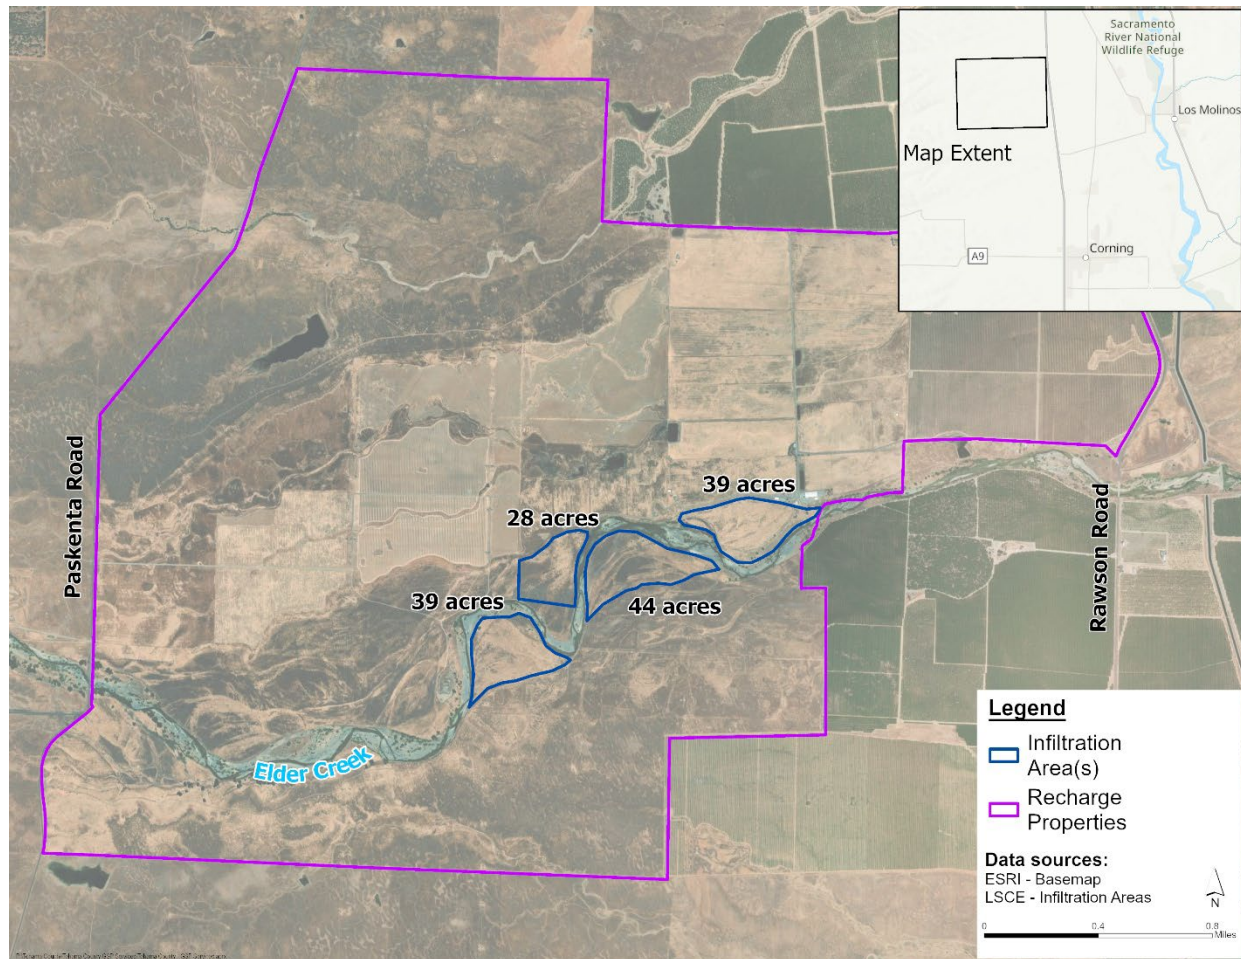 Sacramento
River National
Wildlife Refuge
Los Molinos
Map Extent
A9
Corning
Paskenta Road
39 acres
28 acres
39 acres
44 acres
Rawson Road
Elder Creek
Legend
Infiltration
Area(s)
Recharge
Properties
Data sources:
ESRI - Basemap
LSCE - Infiltration Areas
N
0 0.4 0.8
Miles